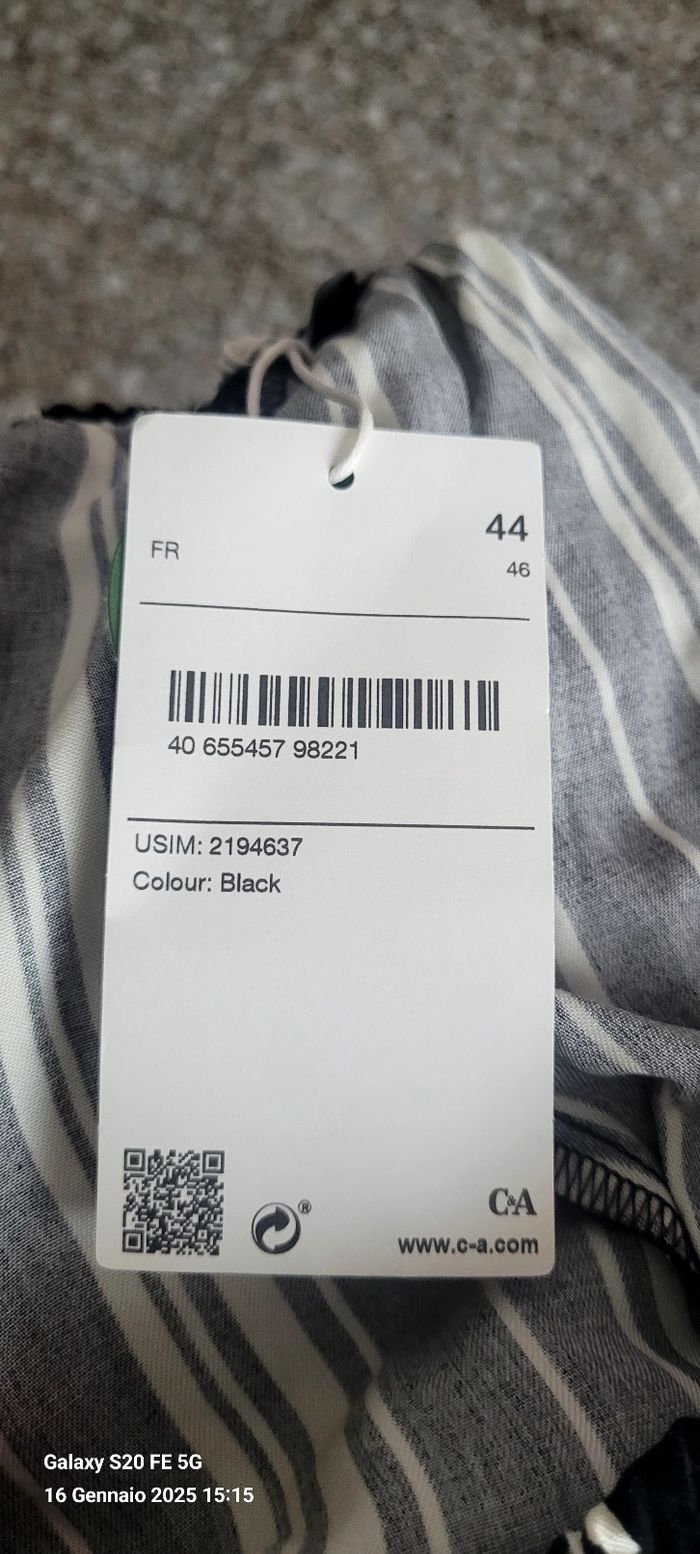 44
FR
46
40 655457 98221
USIM: 2194637
Colour: Black
®
C&A
www.c-a.com
Galaxy S20 FE 5G
16 Gennaio 2025 15:15